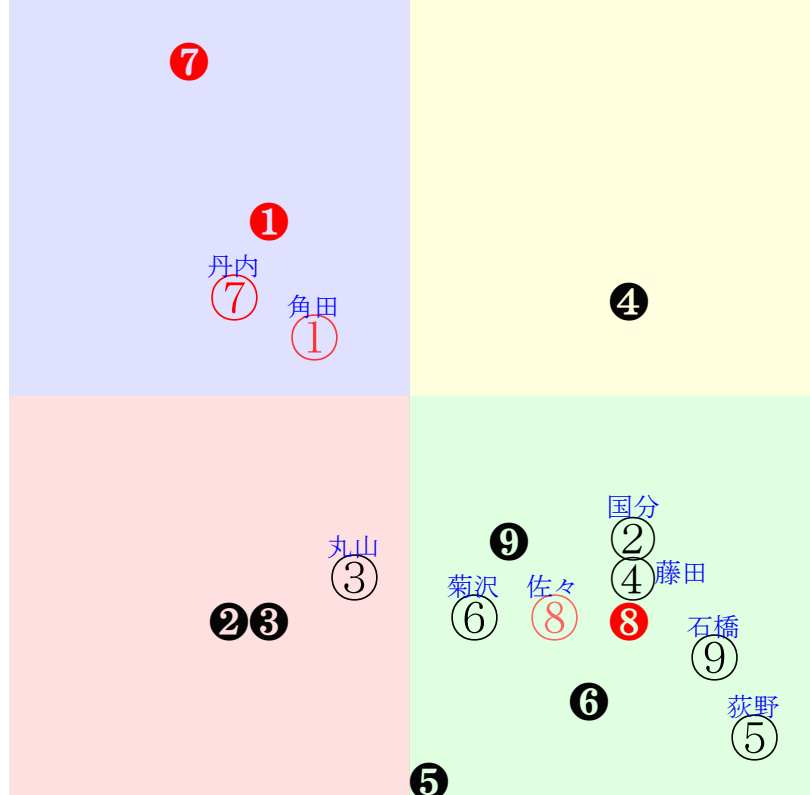 ❼
❶
丹内
⑦
角田
①
❹
国分
②
❾
丸山
③
④ 藤田
菊沢
⑥
佐々
⑧
❷❸
❽
石橋
⑨
❻
荻野
⑤
❺